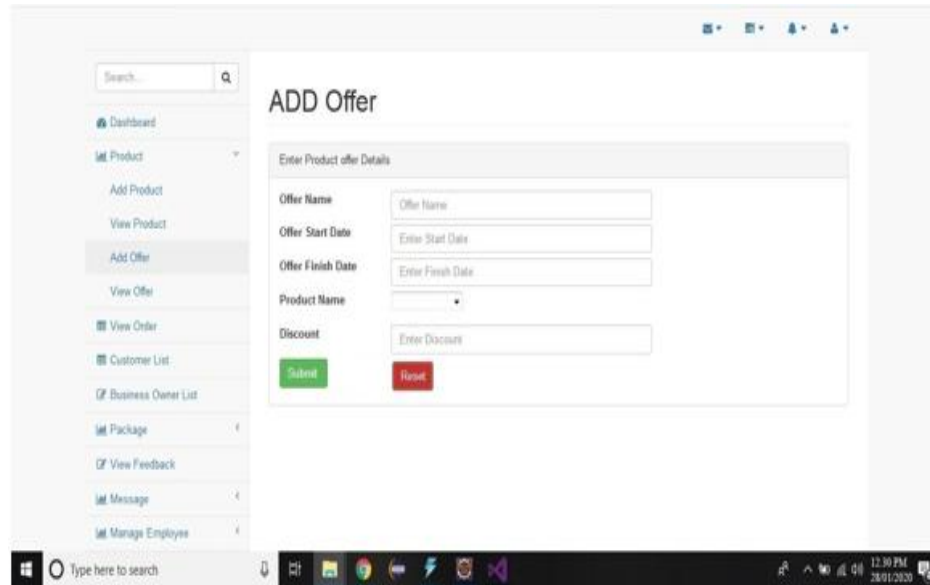 Search...
Dashboard
Product
Add Product
View Product
Add Offer
View Offer
View Order
Customer List
Business Owner List
Package
View Feedback
Message
Manage Employee
ADD Offer
Enter Product offer Details
Offer Name
Offer Name
Offer Start Date
Enter Start Date
Offer Finish Date
Enter Finish Date
Product Name
Discount
Enter Discount
Submit
Reset
Type here to search
12:30 PM
28/01/2020